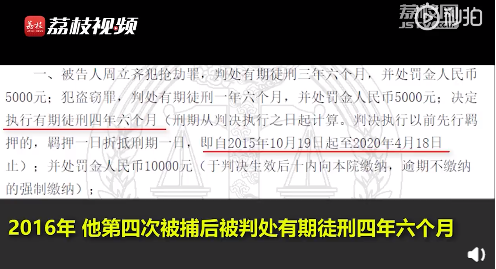 荔枝视频
荔枝网
秒拍
一、被告人周立齐犯抢劫罪，判处有期徒刑三年六个月，并处罚金人民币
5000元；犯盗窃罪，判处有期徒刑一年六个月，并处罚金人民币5000元；决定
执行有期徒刑四年六个月（刑期从判决执行之日起计算。判决执行以前先行羁
押的，羁押一日折抵刑期一日，即自2015年10月19日起至2020年4月18日
止）；并处罚金人民币10000元（于判决生效后十日内向本院缴纳，逾期不缴纳
的强制缴纳）；
2016年 他第四次被捕后被判处有期徒刑四年六个月